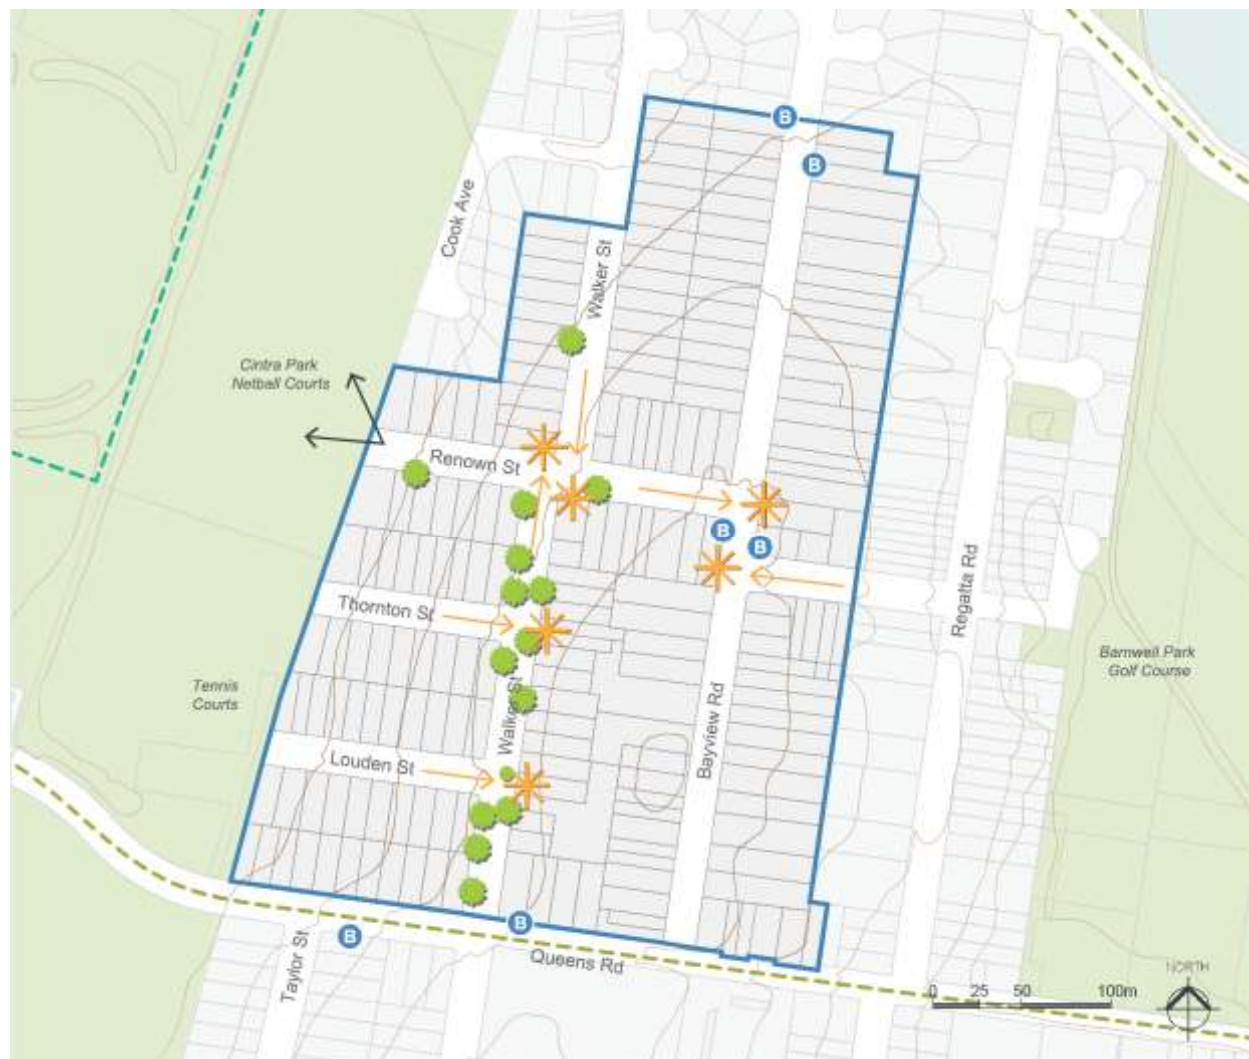 B
B
Cook Ave
Walker St
Cintra Park
Netball Courts
Renown St
B
B
Thornton St
Regatta Rd
Barnwell Park
Golf Course
Tennis
Courts
Walker St
Bayview Rd
Louden St
B
B
Taylor St
Queens Rd
NORTH
0 25 50 100m